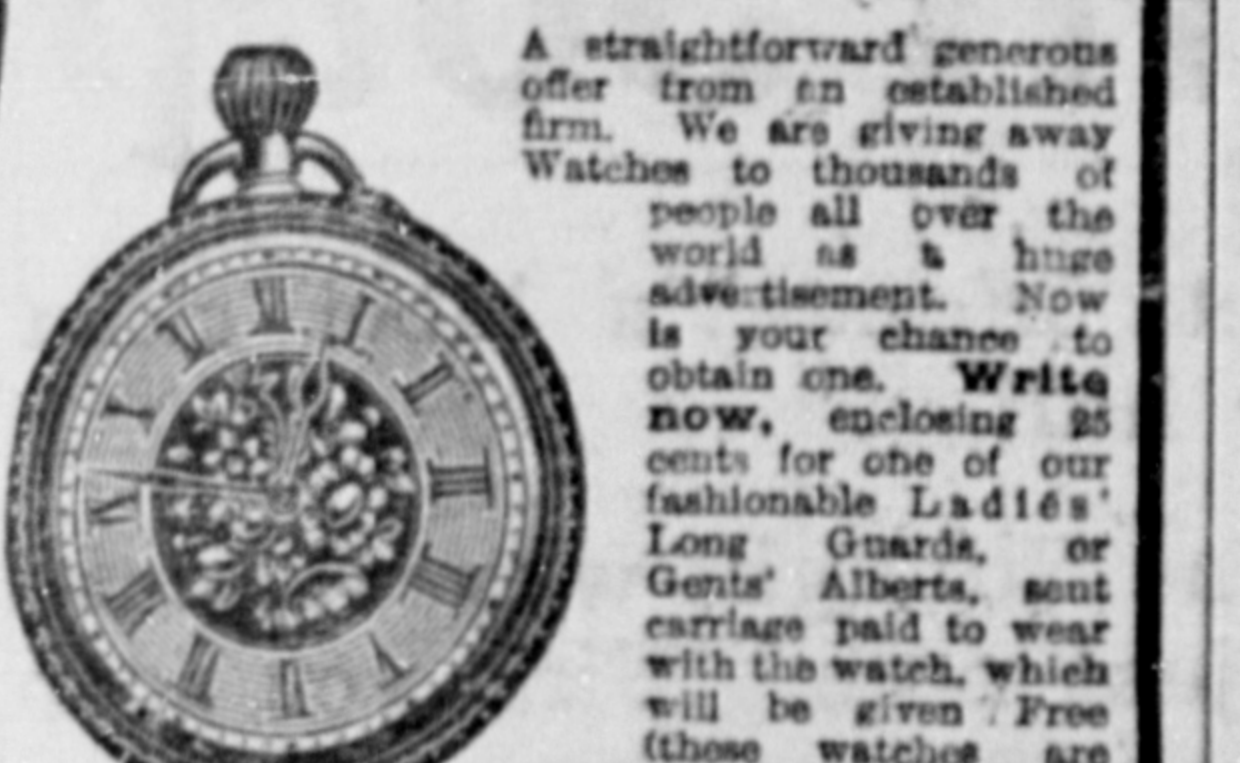 A straightforward generous
offer from an established
firm. We are giving away
Watches to thousands of
people all over the
world as a huge
advertisement. Now
is your chance to
obtain one. Write
now, enclosing 25
cents for one of our
fashionable Ladies'
Long Guards, or
Gents' Alberts, sent
carriage paid to wear
with the watch, which
will be given Free
(these watches are